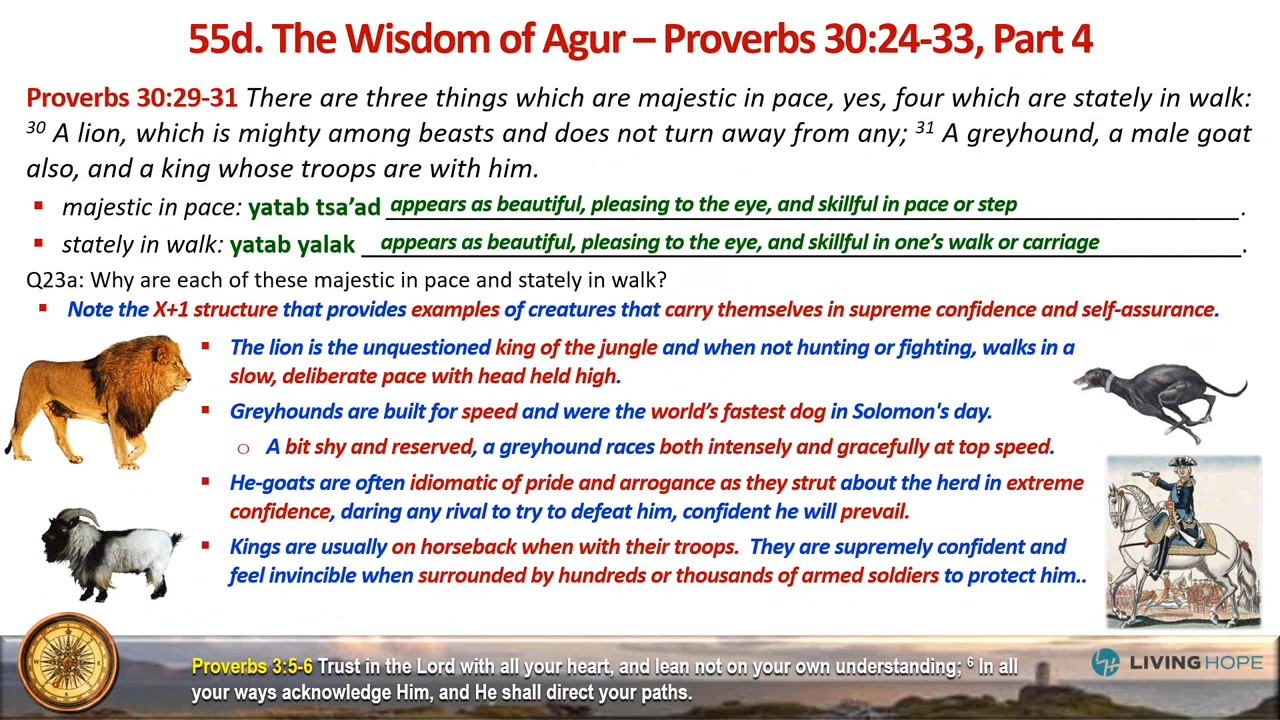 55d. The Wisdom of Agur – Proverbs 30:24-33, Part 4
Proverbs 30:29-31 There are three things which are majestic in pace, yes, four which are stately in walk:
30 A lion, which is mighty among beasts and does not turn away from any; 31 A greyhound, a male goat
also, and a king whose troops are with him.
▪ majestic in pace: yatab tsa’ad appears as beautiful, pleasing to the eye, and skillful in pace or step.
▪ stately in walk: yatab yalak appears as beautiful, pleasing to the eye, and skillful in one’s walk or carriage.
Q23a: Why are each of these majestic in pace and stately in walk?
▪ Note the X+1 structure that provides examples of creatures that carry themselves in supreme confidence and self-assurance.
▪ The lion is the unquestioned king of the jungle and when not hunting or fighting, walks in a
slow, deliberate pace with head held high.
▪ Greyhounds are built for speed and were the world’s fastest dog in Solomon's day.
o A bit shy and reserved, a greyhound races both intensely and gracefully at top speed.
▪ He-goats are often idiomatic of pride and arrogance as they strut about the herd in extreme
confidence, daring any rival to try to defeat him, confident he will prevail.
▪ Kings are usually on horseback when with their troops. They are supremely confident and
feel invincible when surrounded by hundreds or thousands of armed soldiers to protect him..
Proverbs 3:5-6 Trust in the Lord with all your heart, and lean not on your own understanding; 6 In all
your ways acknowledge Him, and He shall direct your paths.
LIVING HOPE